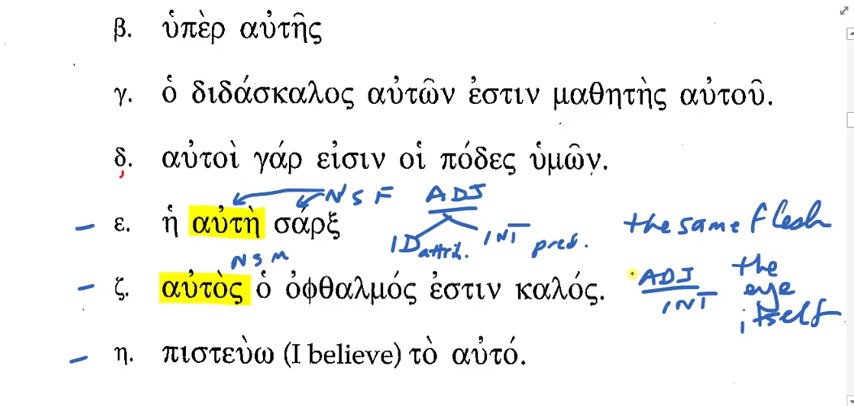 β. ὑπὲρ αὐτῆς
γ. ὁ διδάσκαλος αὐτῶν ἐστιν μαθητὴς αὐτοῦ.
δ. αὐτοὶ γάρ εἰσιν οἱ πόδες ὑμῶν.
NSF ADJ
ε. ἡ αὐτὴ σάρξ ID attrib. INT pred. the same flesh
NSM
ζ. αὐτὸς ὁ ὀφθαλμός ἐστιν καλός. ADJ INT the eye itself
η. πιστεὺω (I believe) τὸ αὐτό.